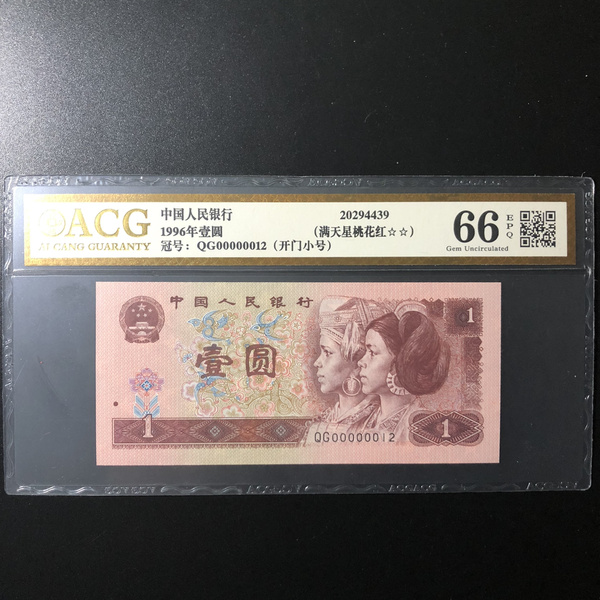 ACG
AI CANG GUARANTY
中国人民银行
20294439
1996年壹圆
(满天星桃花红☆☆)
冠号: QG00000012 (开门小号)
66
EPQ
Gem Uncirculated
中国人民银行
1
壹圆
1
QG00000012
1